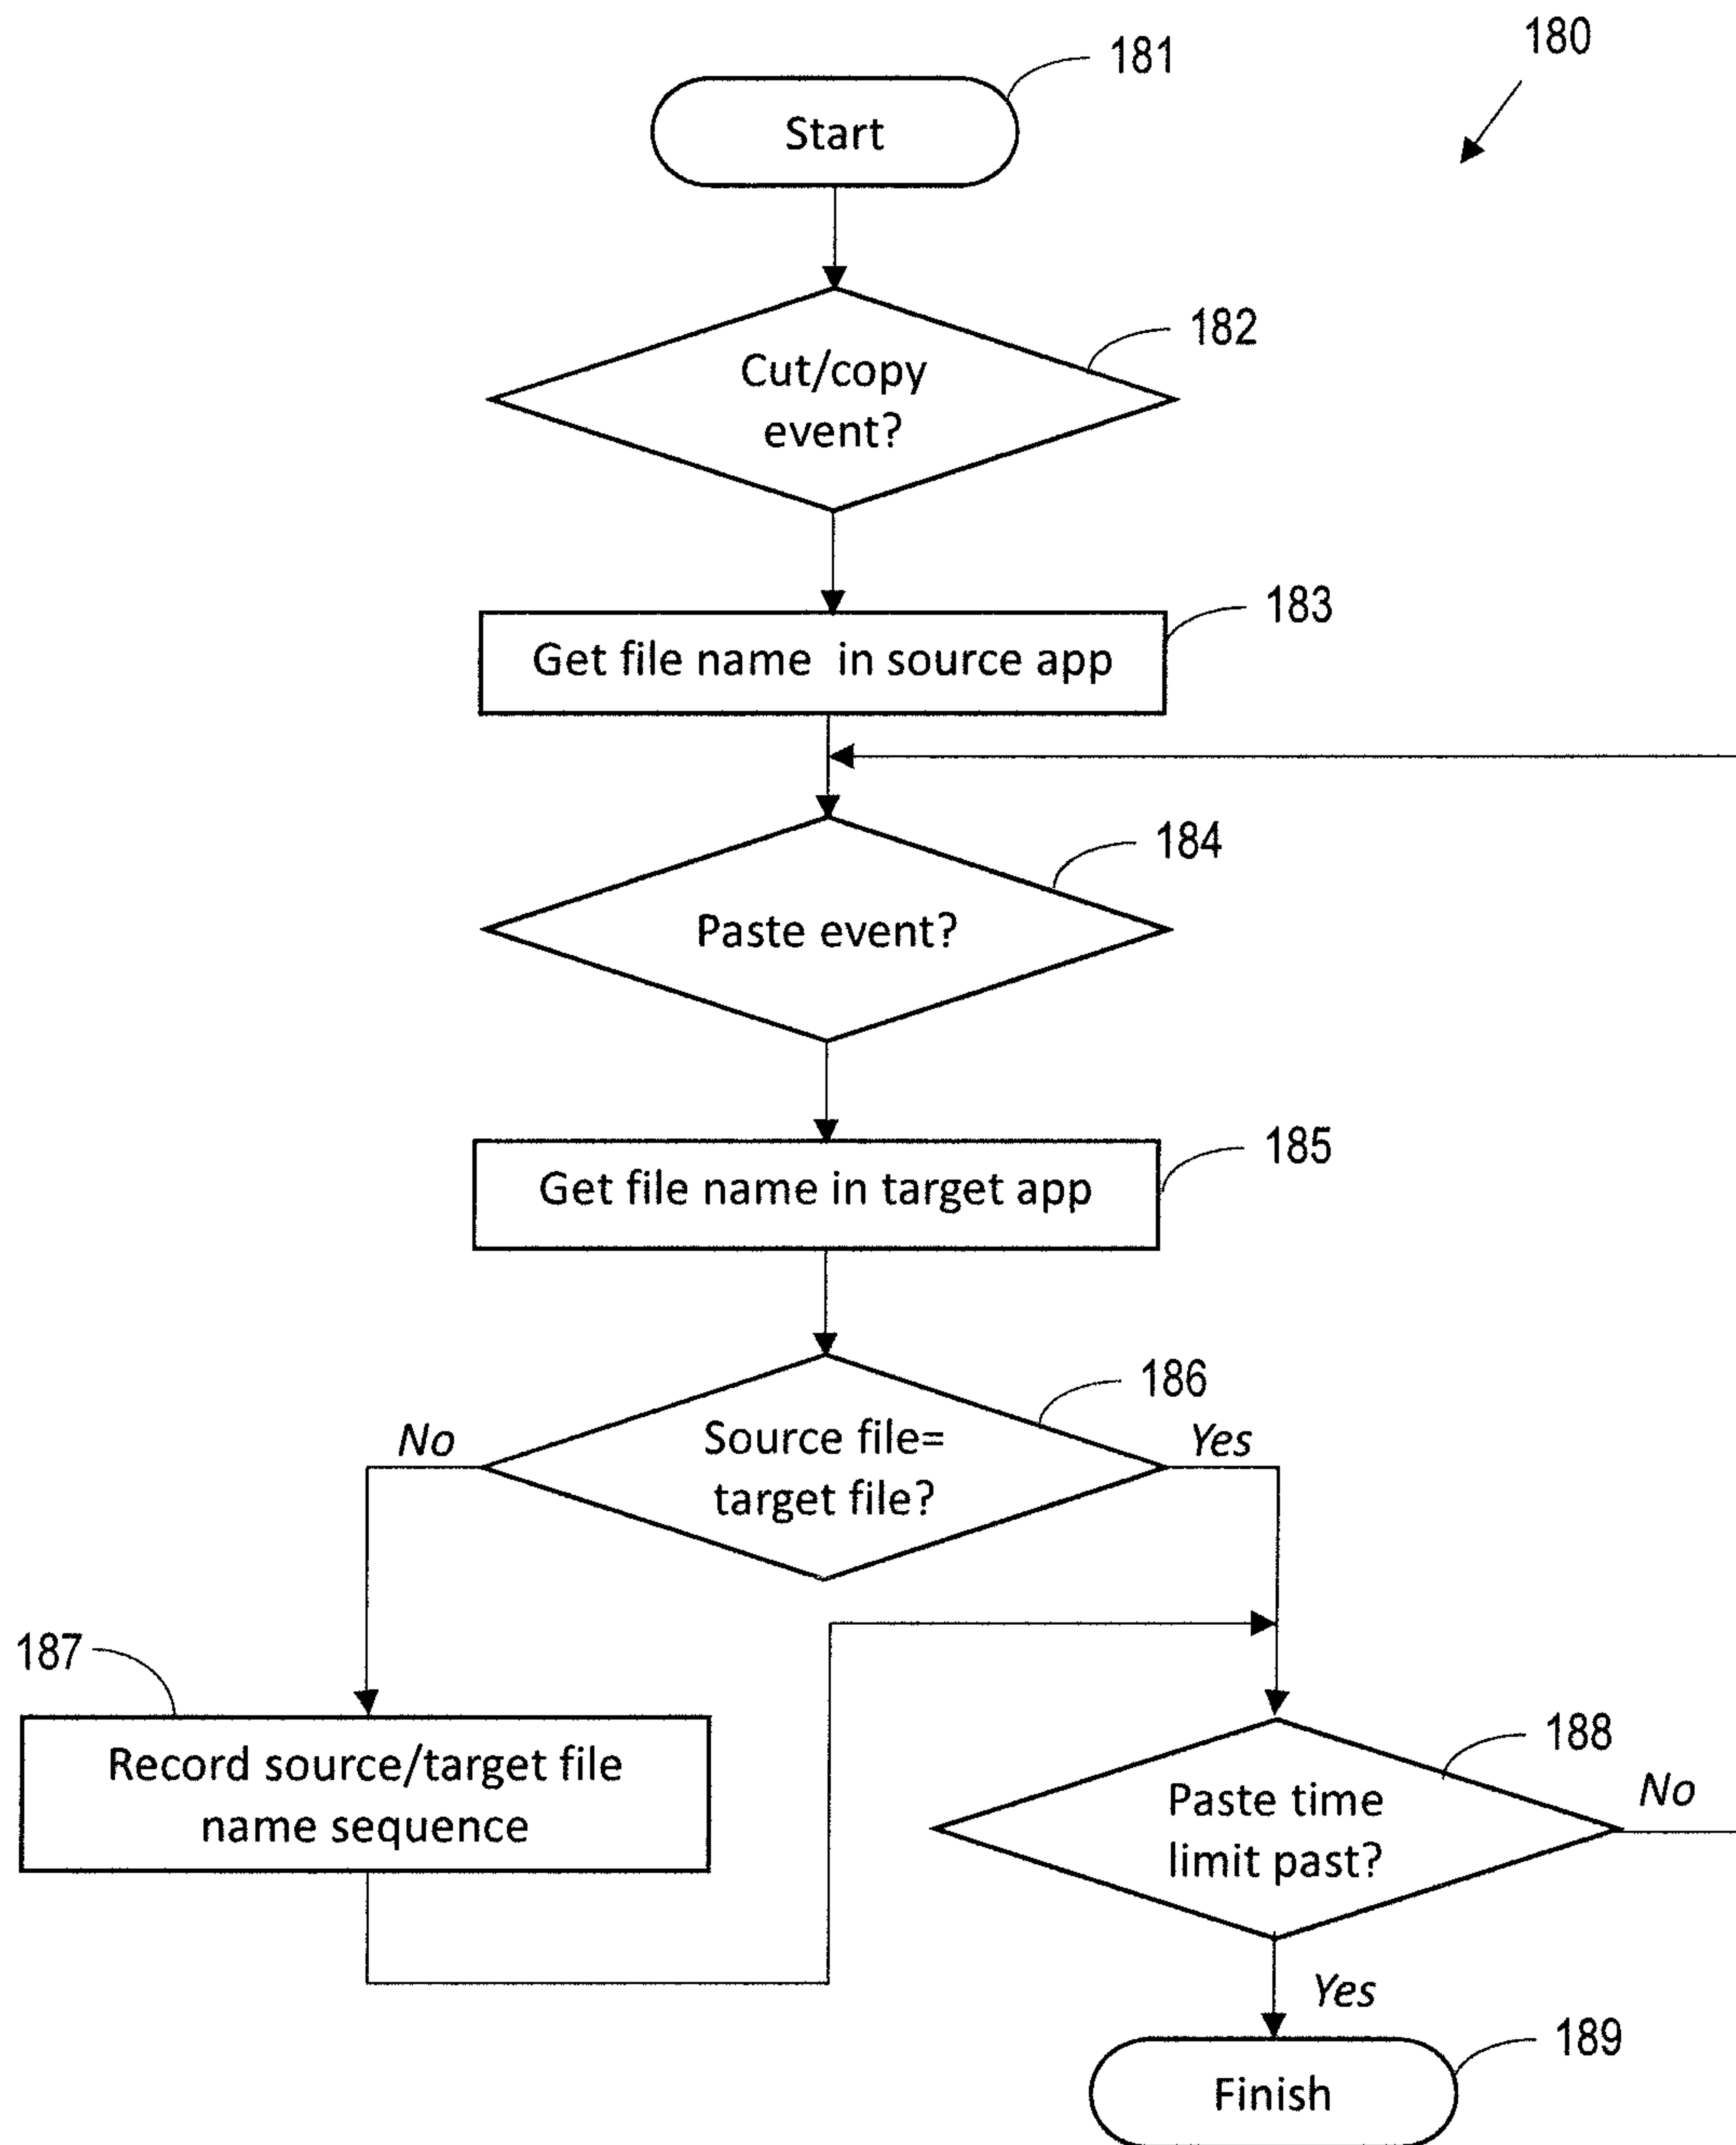 180
181
Start
182
Cut/copy
event?
183
Get file name in source app
184
Paste event?
185
Get file name in target app
186
No
Source file=
target file?
Yes
187
Record source/target file
name sequence
188
Paste time
limit past?
No
Yes
189
Finish